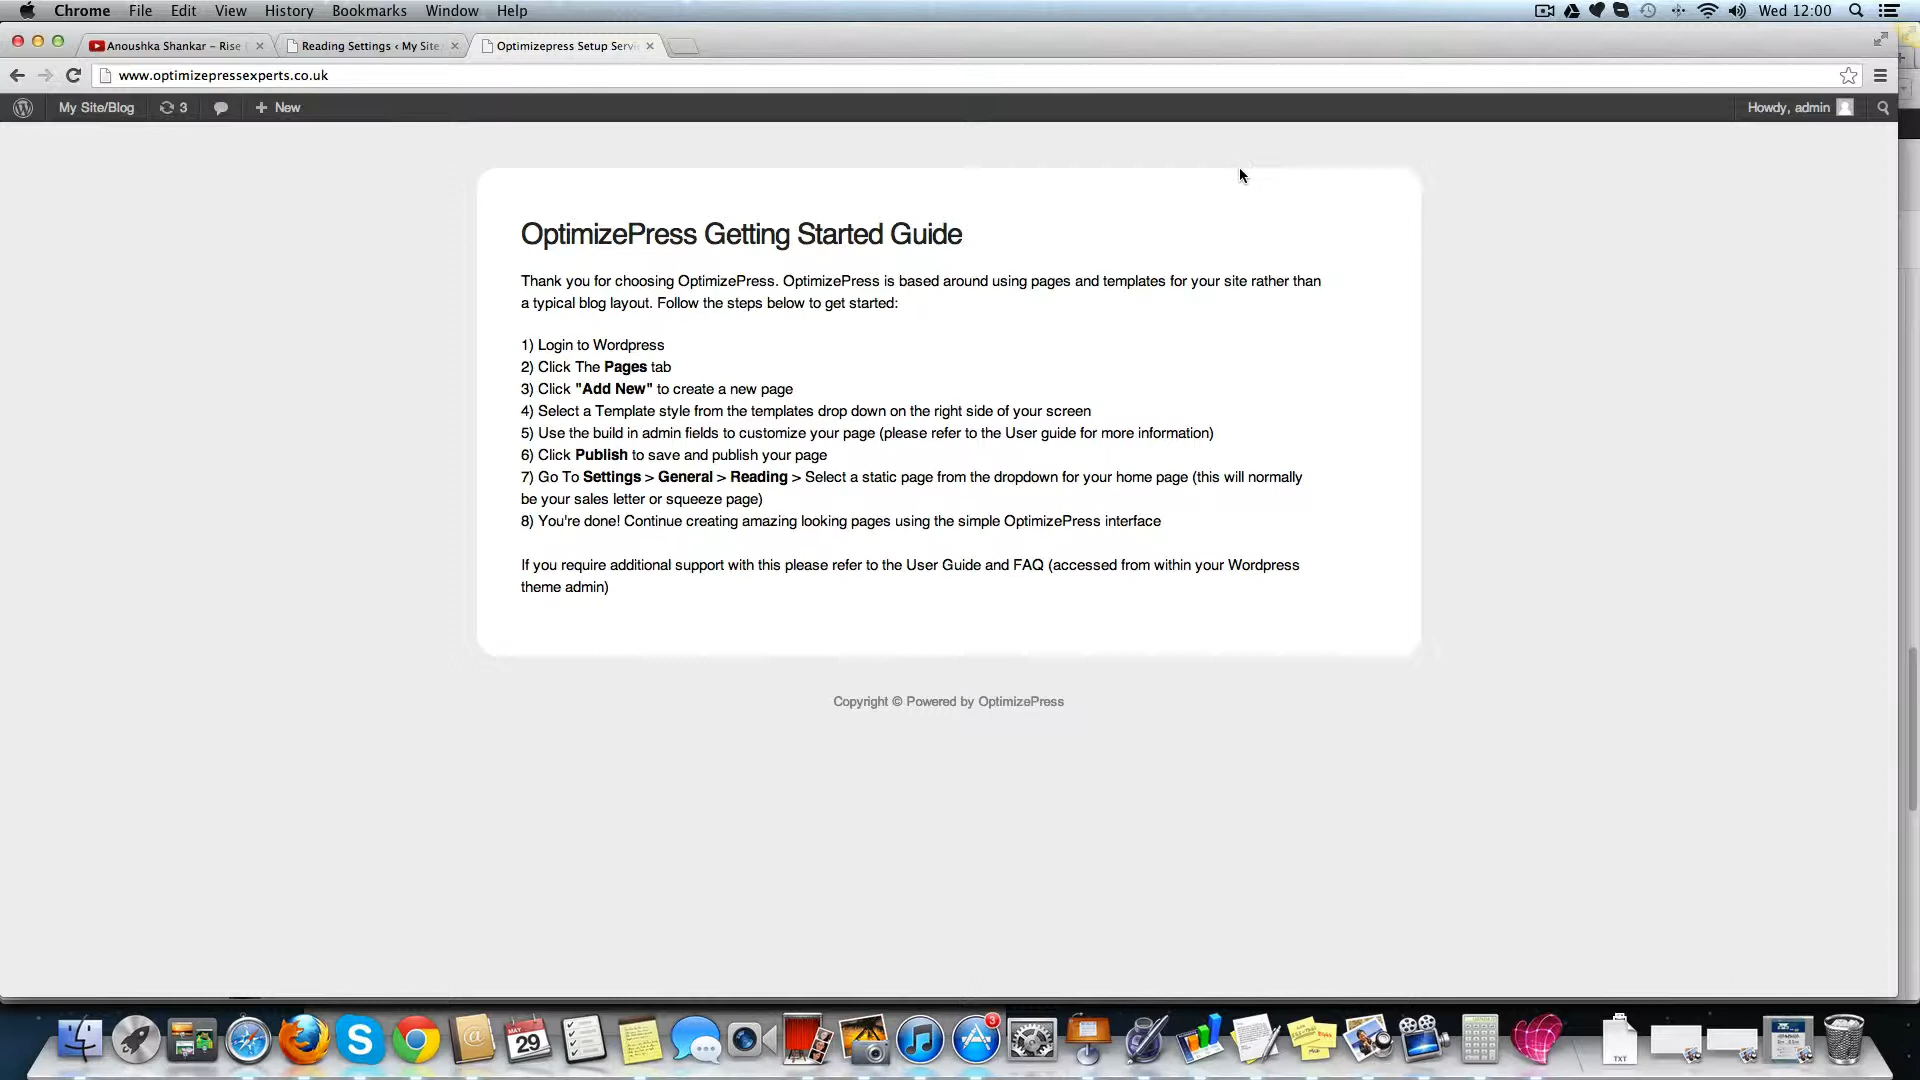 Chrome File Edit View History Bookmarks Window Help Wed 12:00
Anoushka Shankar – Rise Reading Settings ‹ My Site Optimizepress Setup Servi
www.optimizepressexperts.co.uk
My Site/Blog 3 + New Howdy, admin
OptimizePress Getting Started Guide
Thank you for choosing OptimizePress. OptimizePress is based around using pages and templates for your site rather than
a typical blog layout. Follow the steps below to get started:
1) Login to Wordpress
2) Click The Pages tab
3) Click "Add New" to create a new page
4) Select a Template style from the templates drop down on the right side of your screen
5) Use the build in admin fields to customize your page (please refer to the User guide for more information)
6) Click Publish to save and publish your page
7) Go To Settings > General > Reading > Select a static page from the dropdown for your home page (this will normally
be your sales letter or squeeze page)
8) You're done! Continue creating amazing looking pages using the simple OptimizePress interface
If you require additional support with this please refer to the User Guide and FAQ (accessed from within your Wordpress
theme admin)
Copyright © Powered by OptimizePress
MAY
29
3
TXT